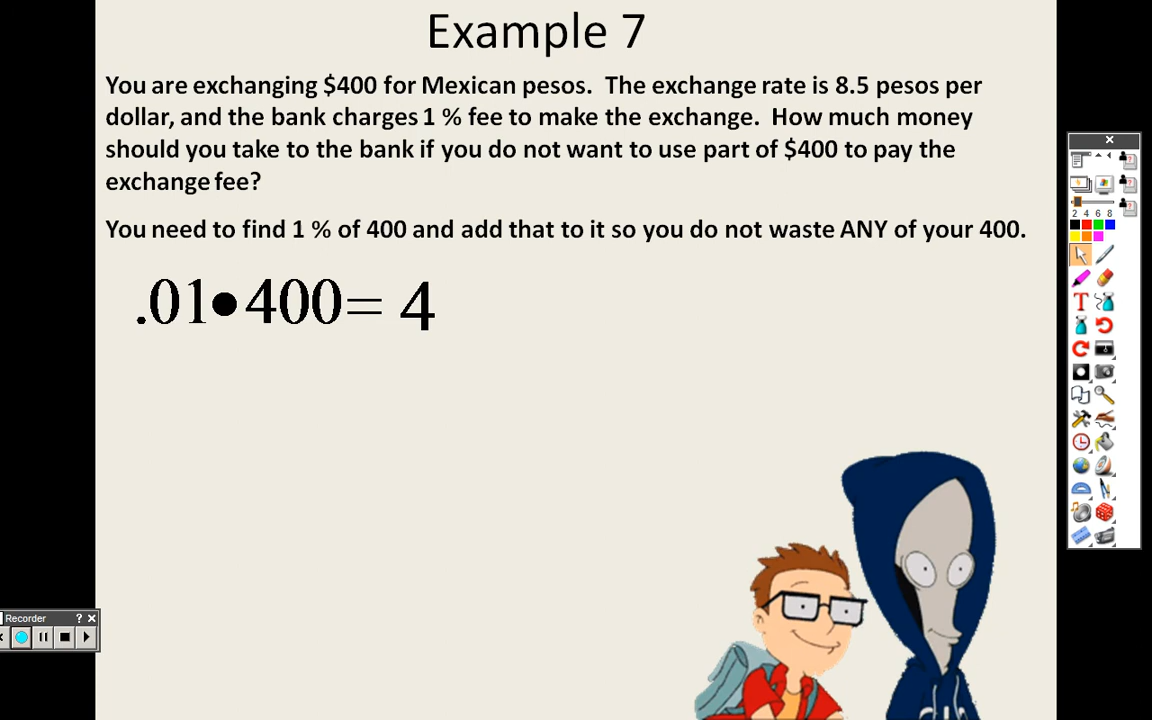 Example 7
You are exchanging $400 for Mexican pesos.  The exchange rate is 8.5 pesos per
dollar, and the bank charges 1 % fee to make the exchange.  How much money
should you take to the bank if you do not want to use part of $400 to pay the
exchange fee?
You need to find 1 % of 400 and add that to it so you do not waste ANY of your 400.
.01•400= 4
2 4 6 8
T
Recorder ?